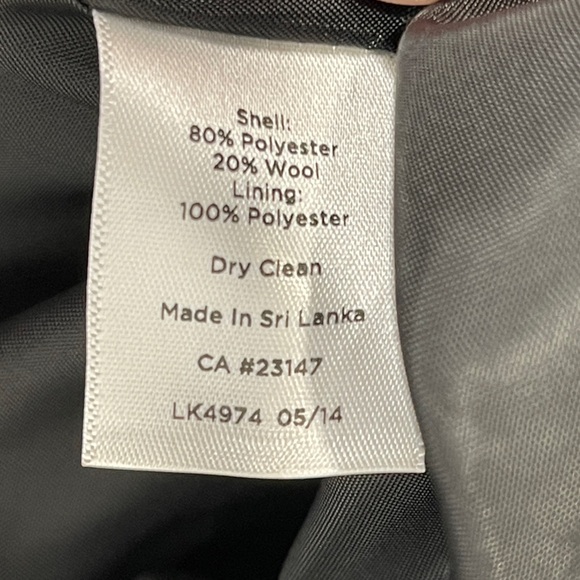 Shell:
80% Polyester
20% Wool
Lining:
100% Polyester
Dry Clean
Made In Sri Lanka
CA #23147
LK4974 05/14